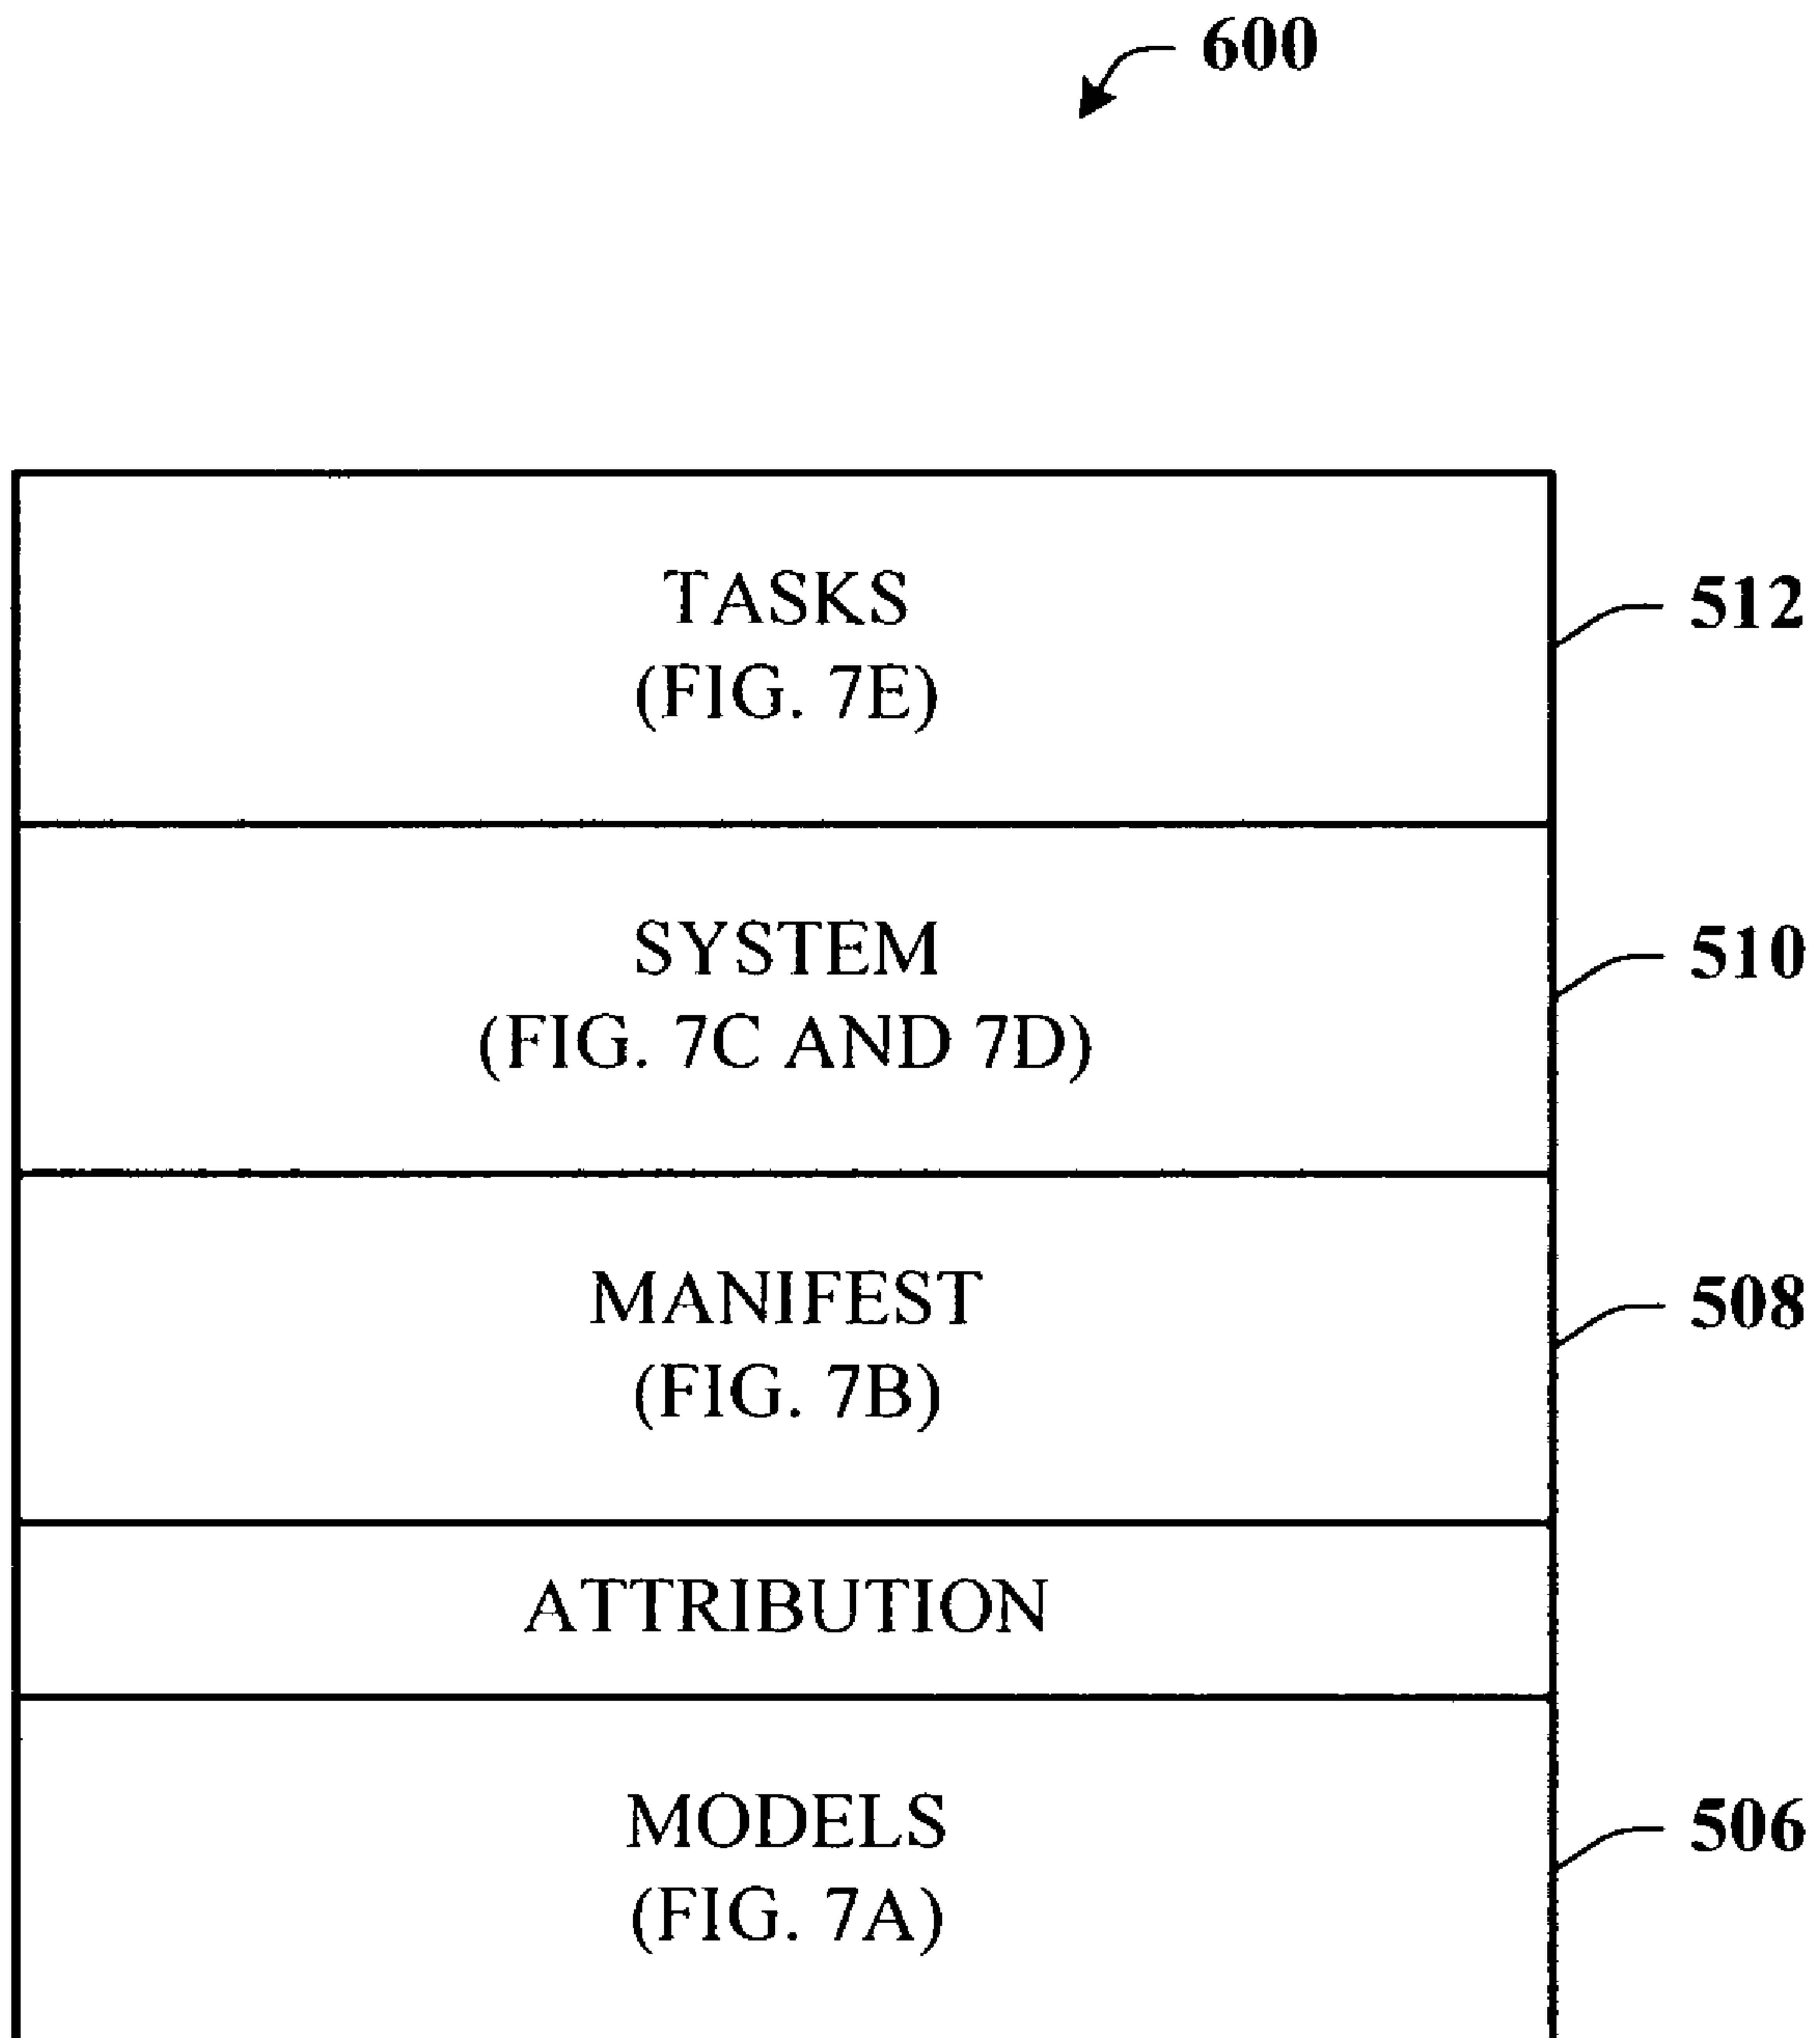 600
TASKS
(FIG. 7E)
512
SYSTEM
(FIG. 7C AND 7D)
510
MANIFEST
(FIG. 7B)
508
ATTRIBUTION
MODELS
(FIG. 7A)
506